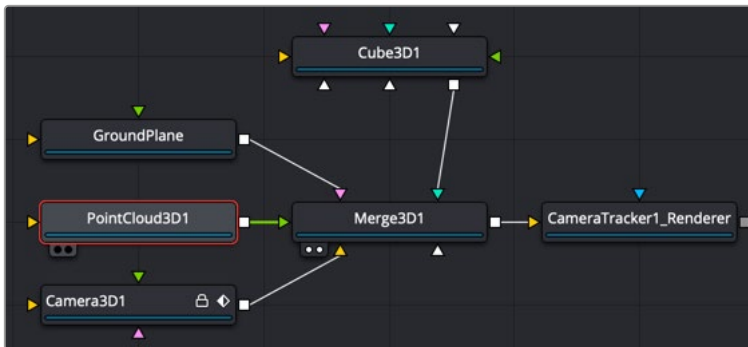 Cube3D1
GroundPlane
PointCloud3D1
Merge3D1
CameraTracker1_Renderer
Camera3D1